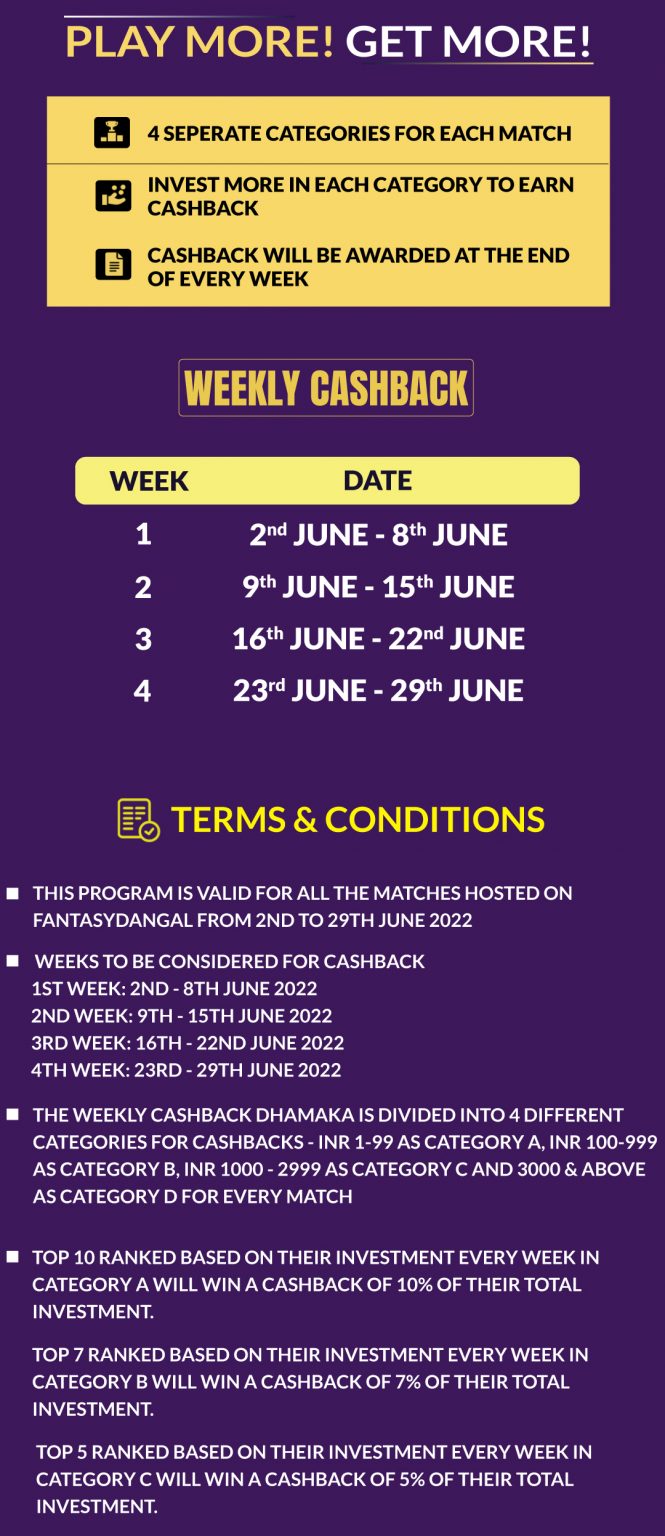 PLAY MORE! GET MORE!
4 SEPERATE CATEGORIES FOR EACH MATCH
INVEST MORE IN EACH CATEGORY TO EARN
CASHBACK
CASHBACK WILL BE AWARDED AT THE END
OF EVERY WEEK
WEEKLY CASHBACK
WEEK DATE
1 2nd JUNE - 8th JUNE
2 9th JUNE - 15th JUNE
3 16th JUNE - 22nd JUNE
4 23rd JUNE - 29th JUNE
TERMS & CONDITIONS
THIS PROGRAM IS VALID FOR ALL THE MATCHES HOSTED ON
FANTASYDANGAL FROM 2ND TO 29TH JUNE 2022
WEEKS TO BE CONSIDERED FOR CASHBACK
1ST WEEK: 2ND - 8TH JUNE 2022
2ND WEEK: 9TH - 15TH JUNE 2022
3RD WEEK: 16TH - 22ND JUNE 2022
4TH WEEK: 23RD - 29TH JUNE 2022
THE WEEKLY CASHBACK DHAMAKA IS DIVIDED INTO 4 DIFFERENT
CATEGORIES FOR CASHBACKS - INR 1-99 AS CATEGORY A, INR 100-999
AS CATEGORY B, INR 1000 - 2999 AS CATEGORY C AND 3000 & ABOVE
AS CATEGORY D FOR EVERY MATCH
TOP 10 RANKED BASED ON THEIR INVESTMENT EVERY WEEK IN
CATEGORY A WILL WIN A CASHBACK OF 10% OF THEIR TOTAL
INVESTMENT.
TOP 7 RANKED BASED ON THEIR INVESTMENT EVERY WEEK IN
CATEGORY B WILL WIN A CASHBACK OF 7% OF THEIR TOTAL
INVESTMENT.
TOP 5 RANKED BASED ON THEIR INVESTMENT EVERY WEEK IN
CATEGORY C WILL WIN A CASHBACK OF 5% OF THEIR TOTAL
INVESTMENT.